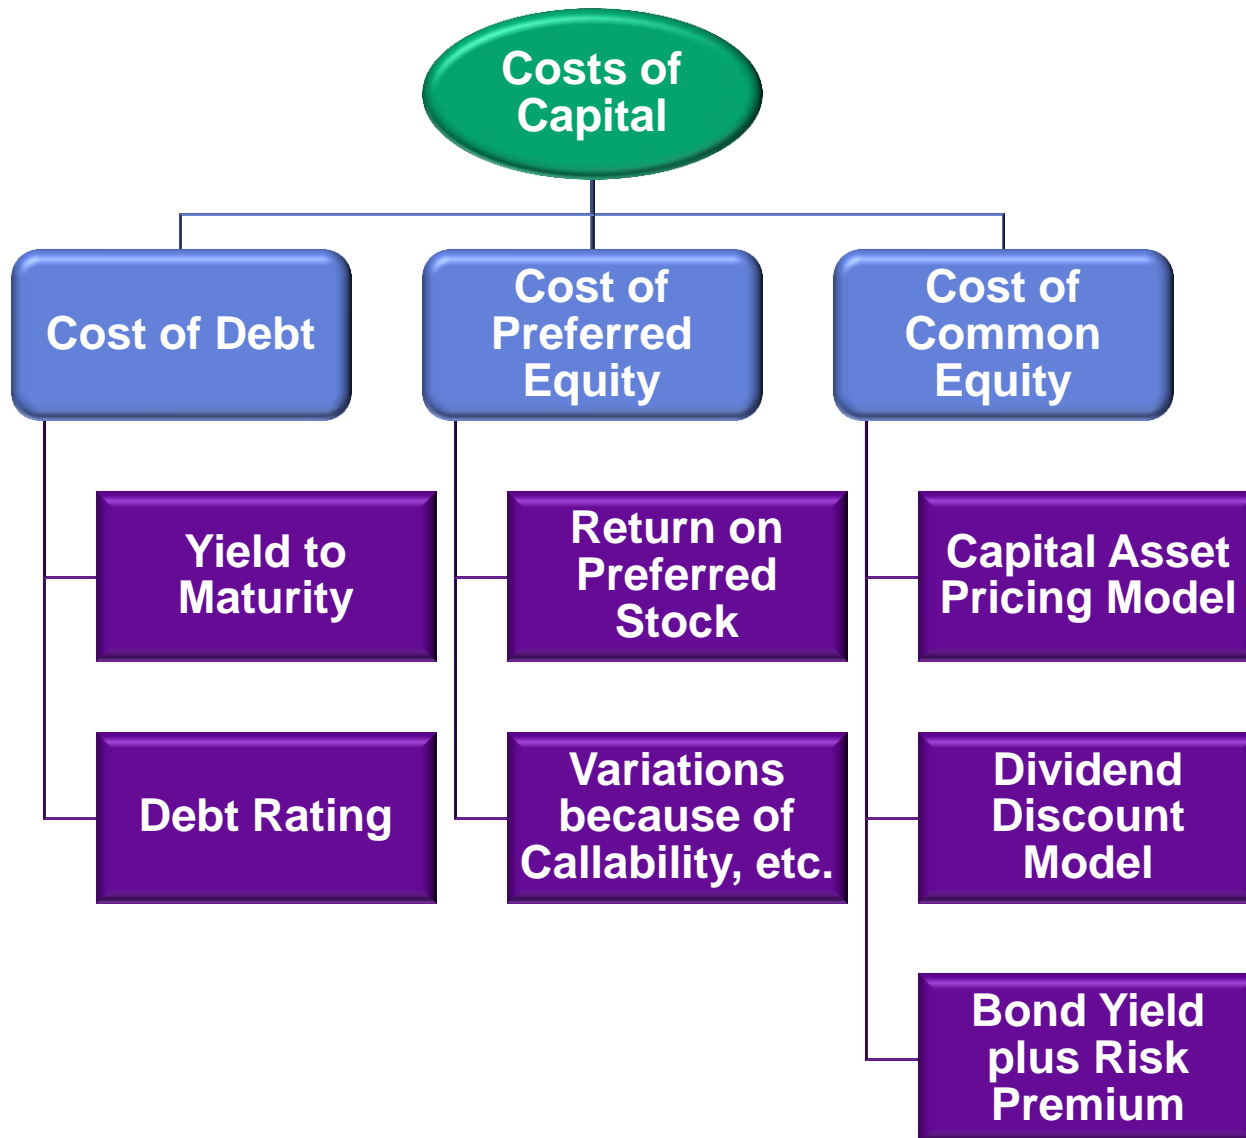 Costs of
Capital
Cost of Debt
Cost of
Preferred
Equity
Cost of
Common
Equity
Yield to
Maturity
Return on
Preferred
Stock
Capital Asset
Pricing Model
Debt Rating
Variations
because of
Callability, etc.
Dividend
Discount
Model
Bond Yield
plus Risk
Premium